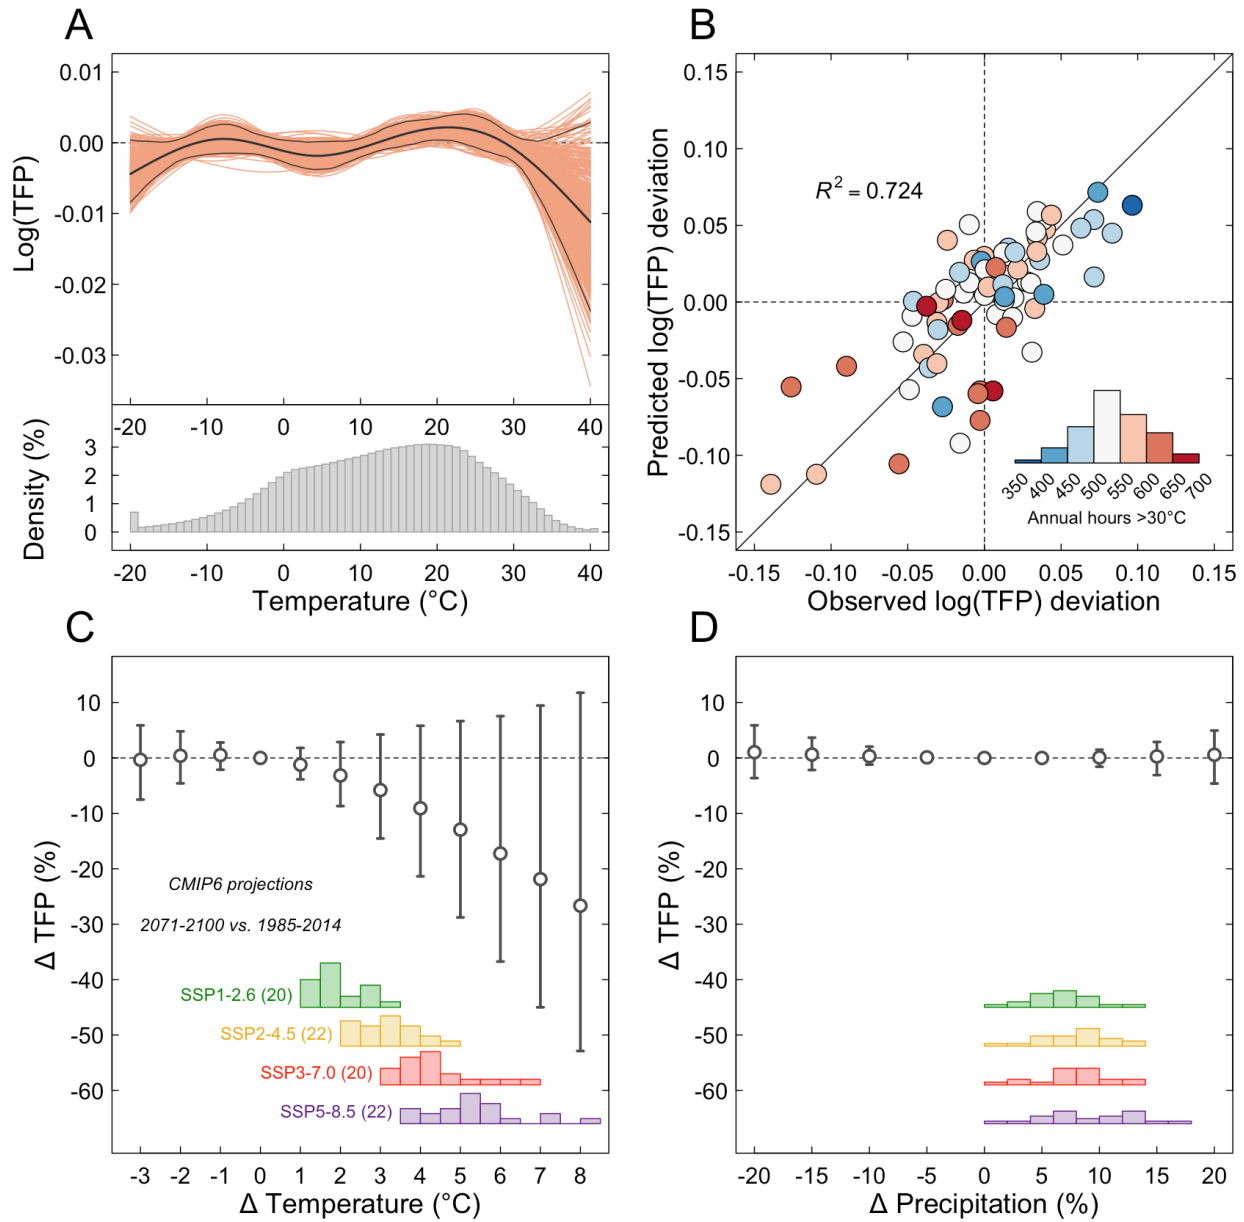 A
Log(TFP)
0.01
0.00
-0.01
-0.02
-0.03
-20 -10 0 10 20 30 40
Density (%)
3
2
1
0
-20 -10 0 10 20 30 40
Temperature (°C)
B
Predicted log(TFP) deviation
0.15
0.10
0.05
0.00
-0.05
-0.10
-0.15
R² = 0.724
350 400 450 500 550 600 650 700
Annual hours >30°C
-0.15 -0.10 -0.05 0.00 0.05 0.10 0.15
Observed log(TFP) deviation
C
Δ TFP (%)
10
0
-10
-20
-30
-40
-50
-60
CMIP6 projections
2071-2100 vs. 1985-2014
SSP1-2.6 (20)
SSP2-4.5 (22)
SSP3-7.0 (20)
SSP5-8.5 (22)
-3 -2 -1 0 1 2 3 4 5 6 7 8
Δ Temperature (°C)
D
Δ TFP (%)
10
0
-10
-20
-30
-40
-50
-60
-20 -15 -10 -5 0 5 10 15 20
Δ Precipitation (%)